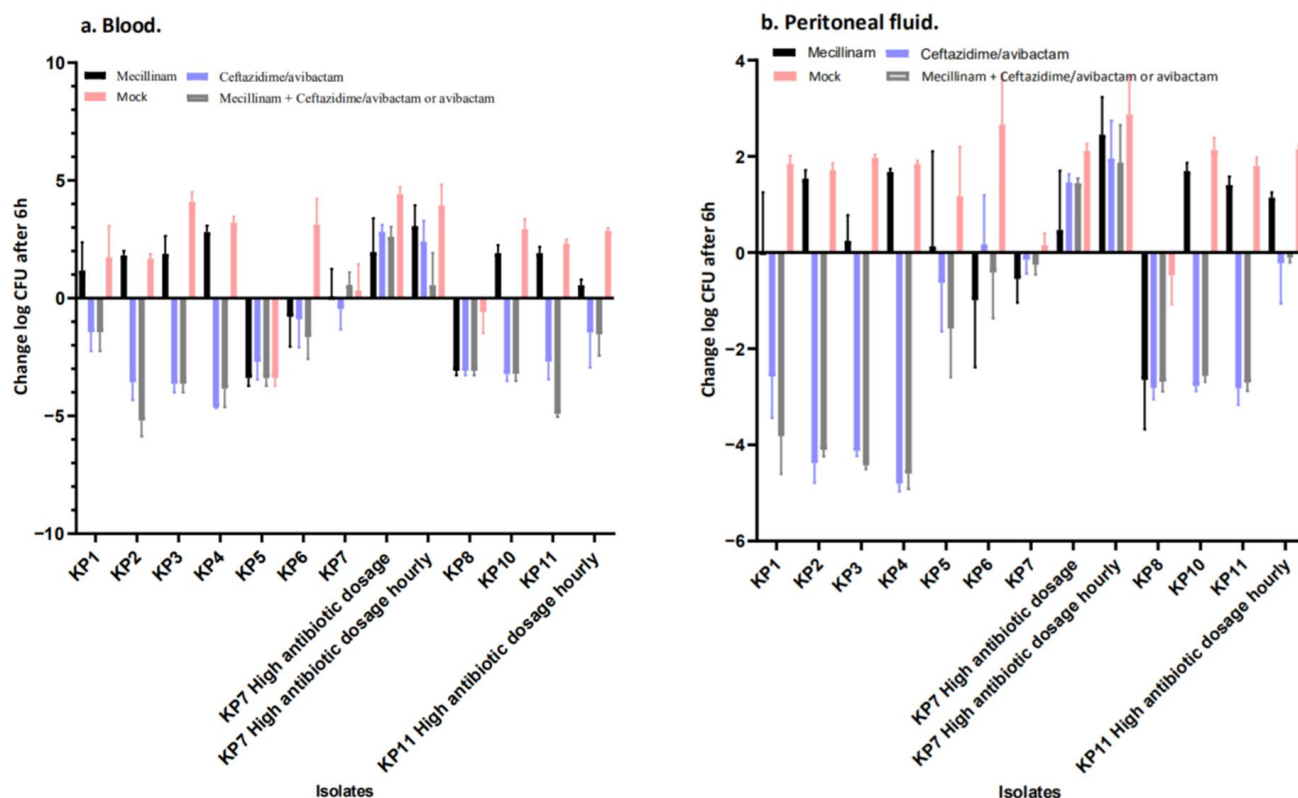 a. Blood.
Mecillinam
Ceftazidime/avibactam
Mock
Mecillinam + Ceftazidime/avibactam or avibactam
Change log CFU after 6h
10
5
0
−5
−10
KP1
KP2
KP3
KP4
KP5
KP6
KP7
KP7 High antibiotic dosage
KP7 High antibiotic dosage hourly
KP8
KP10
KP11
KP11 High antibiotic dosage hourly
Isolates
b. Peritoneal fluid.
Mecillinam
Ceftazidime/avibactam
Mock
Mecillinam + Ceftazidime/avibactam or avibactam
Change log CFU after 6h
4
2
0
−2
−4
−6
KP1
KP2
KP3
KP4
KP5
KP6
KP7
KP7 High antibiotic dosage
KP7 High antibiotic dosage hourly
KP8
KP10
KP11
KP11 High antibiotic dosage hourly
Isolates